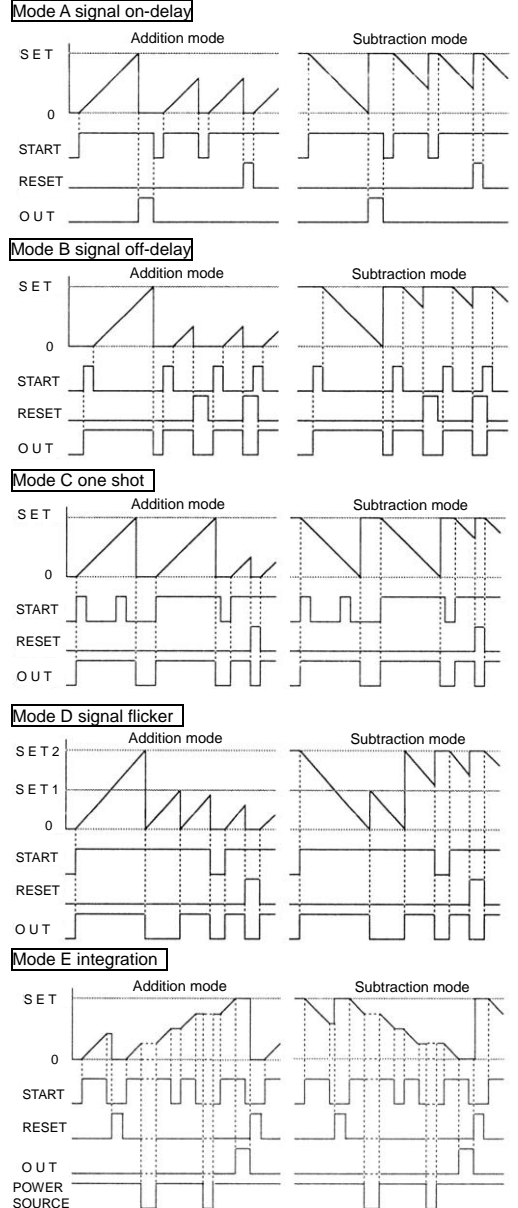 Mode A signal on-delay
Addition mode Subtraction mode
SET
0
START
RESET
OUT
Mode B signal off-delay
Addition mode Subtraction mode
SET
0
START
RESET
OUT
Mode C one shot
Addition mode Subtraction mode
SET
0
START
RESET
OUT
Mode D signal flicker
Addition mode Subtraction mode
SET2
SET1
0
START
RESET
OUT
Mode E integration
Addition mode Subtraction mode
SET
0
START
RESET
OUT
POWER
SOURCE